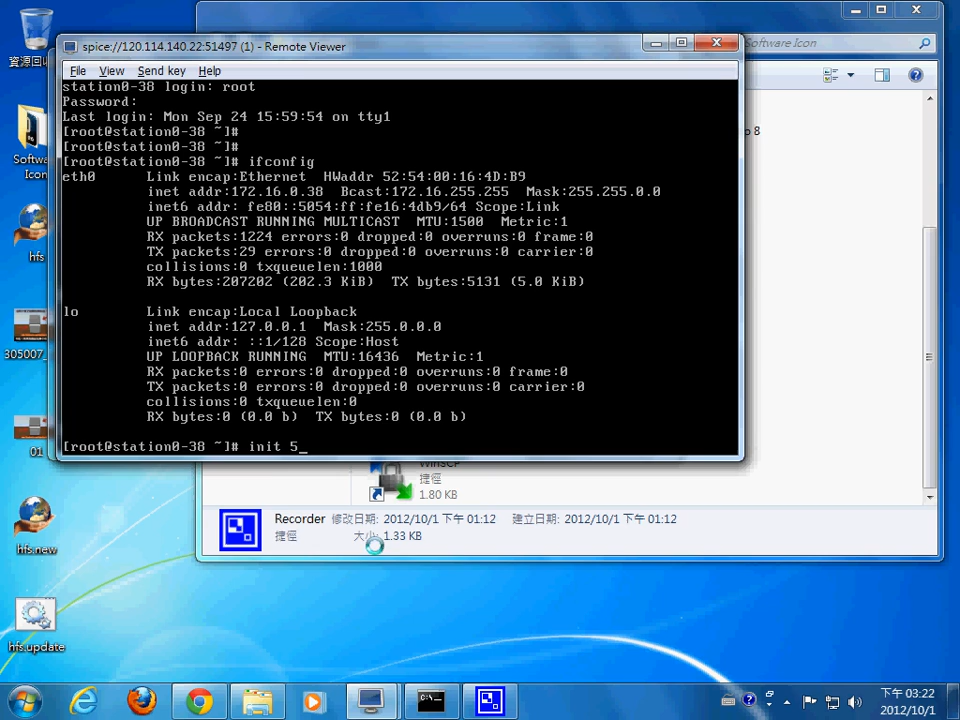 資源回收
Softwa
Icon
hfs
305007_
01
hfs.new
hfs.update
spice://120.114.140.22:51497 (1) - Remote Viewer
Software Icon
File View Send key Help
station0-38 login: root
Password:
Last login: Mon Sep 24 15:59:54 on tty1
[root@station0-38 ~]#
[root@station0-38 ~]#
[root@station0-38 ~]# ifconfig
eth0 Link encap:Ethernet HWaddr 52:54:00:16:4D:B9
inet addr:172.16.0.38 Bcast:172.16.255.255 Mask:255.255.0.0
inet6 addr: fe80::5054:ff:fe16:4db9/64 Scope:Link
UP BROADCAST RUNNING MULTICAST MTU:1500 Metric:1
RX packets:1224 errors:0 dropped:0 overruns:0 frame:0
TX packets:29 errors:0 dropped:0 overruns:0 carrier:0
collisions:0 txqueuelen:1000
RX bytes:207202 (202.3 KiB) TX bytes:5131 (5.0 KiB)
lo Link encap:Local Loopback
inet addr:127.0.0.1 Mask:255.0.0.0
inet6 addr: ::1/128 Scope:Host
UP LOOPBACK RUNNING MTU:16436 Metric:1
RX packets:0 errors:0 dropped:0 overruns:0 frame:0
TX packets:0 errors:0 dropped:0 overruns:0 carrier:0
collisions:0 txqueuelen:0
RX bytes:0 (0.0 b) TX bytes:0 (0.0 b)
[root@station0-38 ~]# init 5_
p 8
WinSCP
捷徑
1.80 KB
Recorder 修改日期: 2012/10/1 下午 01:12 建立日期: 2012/10/1 下午 01:12
捷徑 大小: 1.33 KB
下午 03:22
2012/10/1